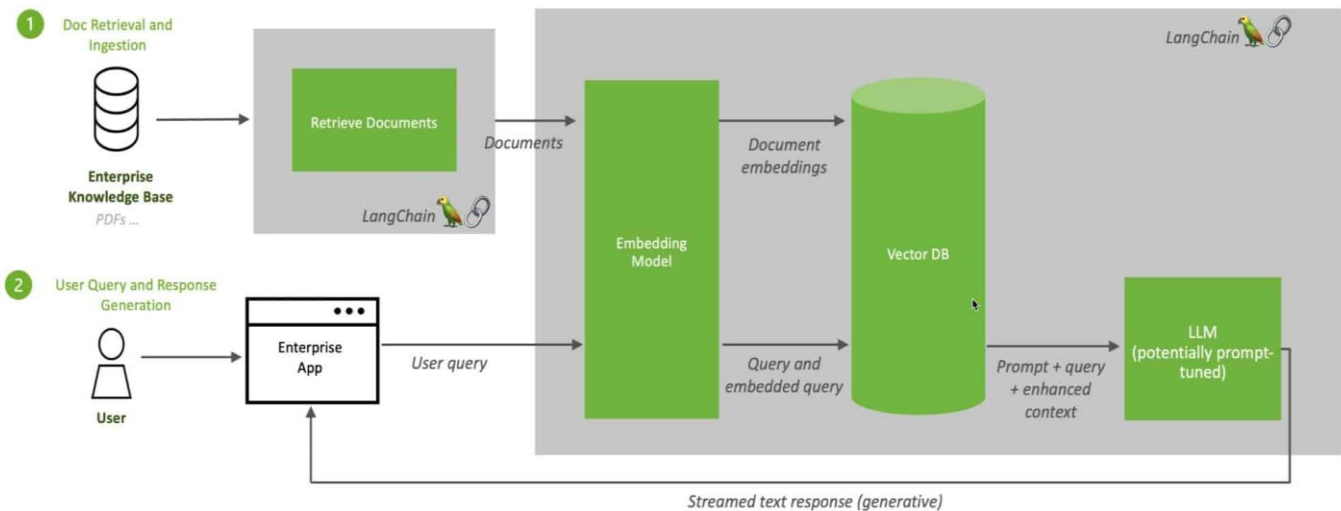 1
Doc Retrieval and
Ingestion
Enterprise
Knowledge Base
PDFs ...
Retrieve Documents
LangChain
Documents
LangChain
Embedding
Model
Document
embeddings
Vector DB
2
User Query and Response
Generation
User
Enterprise
App
User query
Query and
embedded query
Prompt + query
+ enhanced
context
LLM
(potentially prompt-
tuned)
Streamed text response (generative)